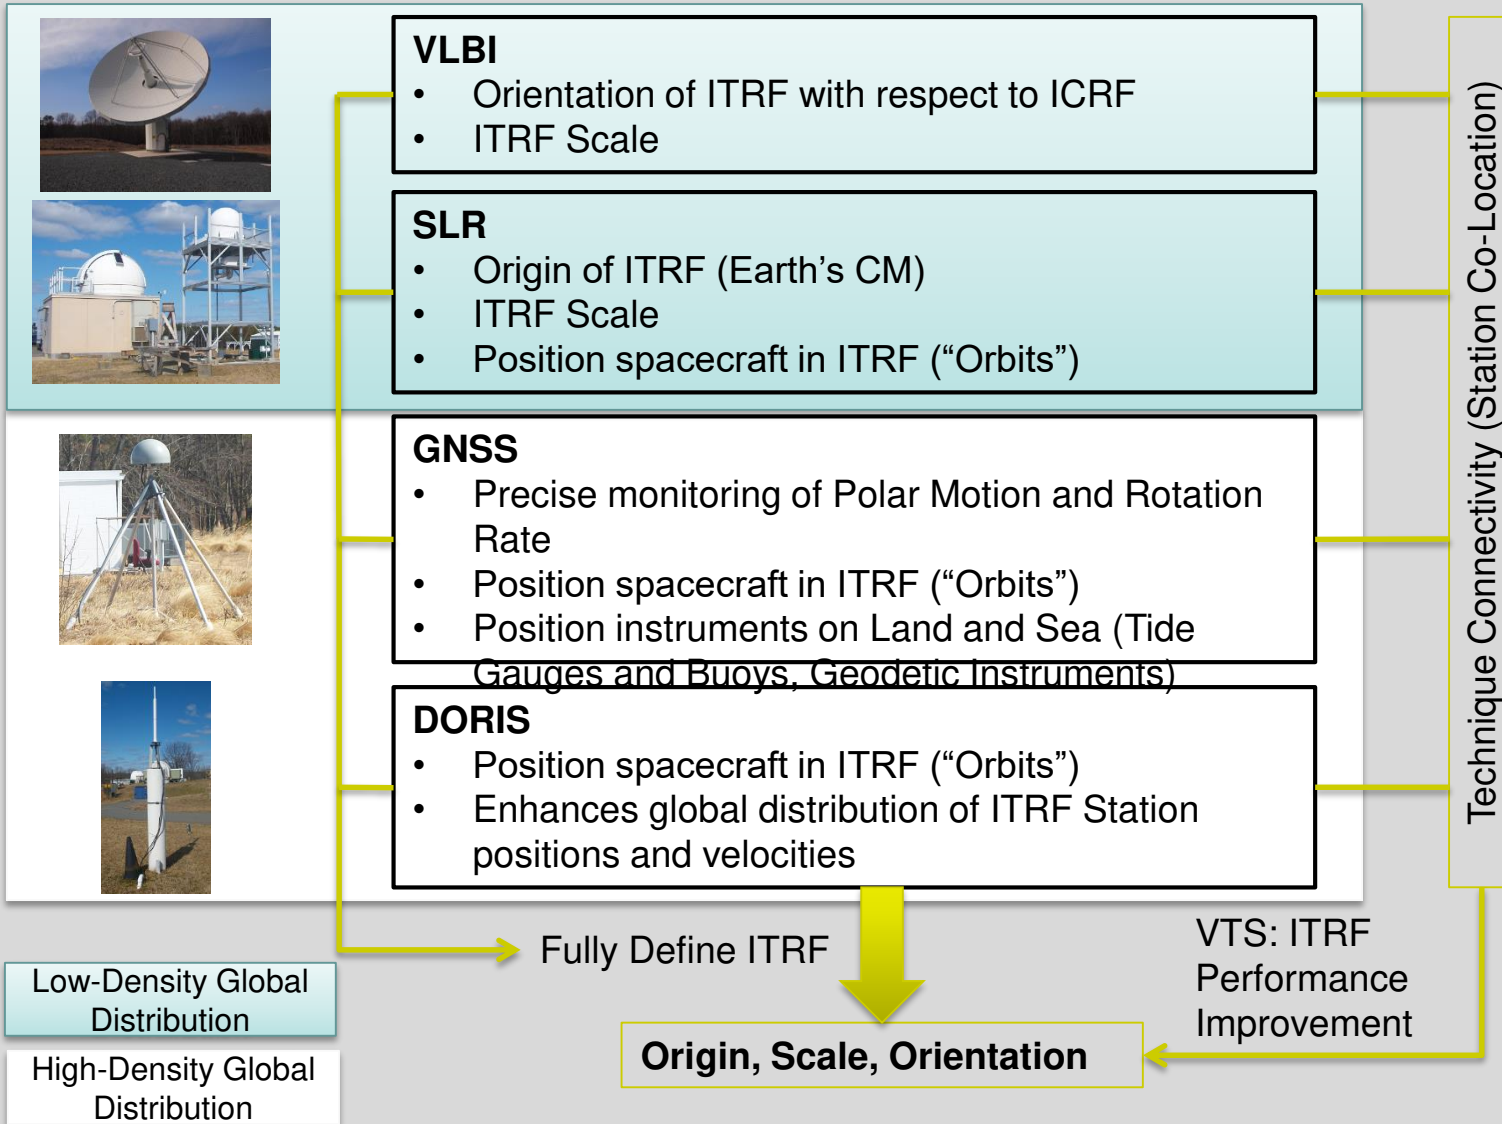 VLBI
• Orientation of ITRF with respect to ICRF
• ITRF Scale
SLR
• Origin of ITRF (Earth’s CM)
• ITRF Scale
• Position spacecraft in ITRF (“Orbits”)
GNSS
• Precise monitoring of Polar Motion and Rotation
Rate
• Position spacecraft in ITRF (“Orbits”)
• Position instruments on Land and Sea (Tide
Gauges and Buoys, Geodetic Instruments)
DORIS
• Position spacecraft in ITRF (“Orbits”)
• Enhances global distribution of ITRF Station
positions and velocities
Technique Connectivity (Station Co-Location)
Fully Define ITRF
VTS: ITRF
Performance
Improvement
Origin, Scale, Orientation
Low-Density Global
Distribution
High-Density Global
Distribution